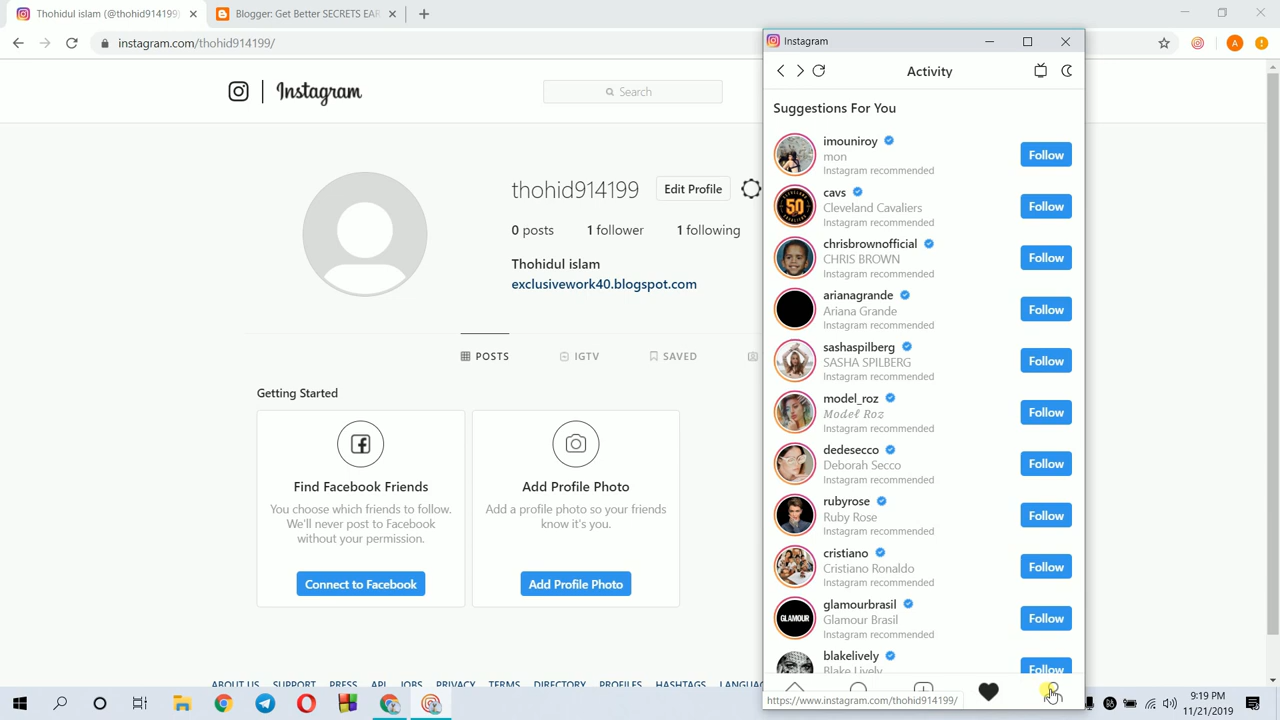 Thohidul islam (@thohid914199)
Blogger: Get Better SECRETS EAR
instagram.com/thohid914199/
A
Instagram
Search
thohid914199
Edit Profile
0 posts
1 follower
1 following
Thohidul islam
exclusivework40.blogspot.com
POSTS
IGTV
SAVED
Getting Started
Find Facebook Friends
You choose which friends to follow.
We'll never post to Facebook
without your permission.
Connect to Facebook
Add Profile Photo
Add a profile photo so your friends
know it's you.
Add Profile Photo
ABOUT US
SUPPORT
PRESS
API
JOBS
PRIVACY
TERMS
DIRECTORY
PROFILES
HASHTAGS
LANGUAG
Instagram
Activity
Suggestions For You
imouniroy
mon
Instagram recommended
Follow
cavs
Cleveland Cavaliers
Instagram recommended
Follow
50
chrisbrownofficial
CHRIS BROWN
Instagram recommended
Follow
arianagrande
Ariana Grande
Instagram recommended
Follow
sashaspilberg
SASHA SPILBERG
Instagram recommended
Follow
model_roz
𝓜𝓸𝓭𝓮𝓵 𝓡𝓸𝔃
Instagram recommended
Follow
dedesecco
Deborah Secco
Instagram recommended
Follow
rubyrose
Ruby Rose
Instagram recommended
Follow
cristiano
Cristiano Ronaldo
Instagram recommended
Follow
GLAMOUR
glamourbrasil
Glamour Brasil
Instagram recommended
Follow
blakelively
Blake Lively
Follow
https://www.instagram.com/thohid914199/
9:19 PM
11/21/2019